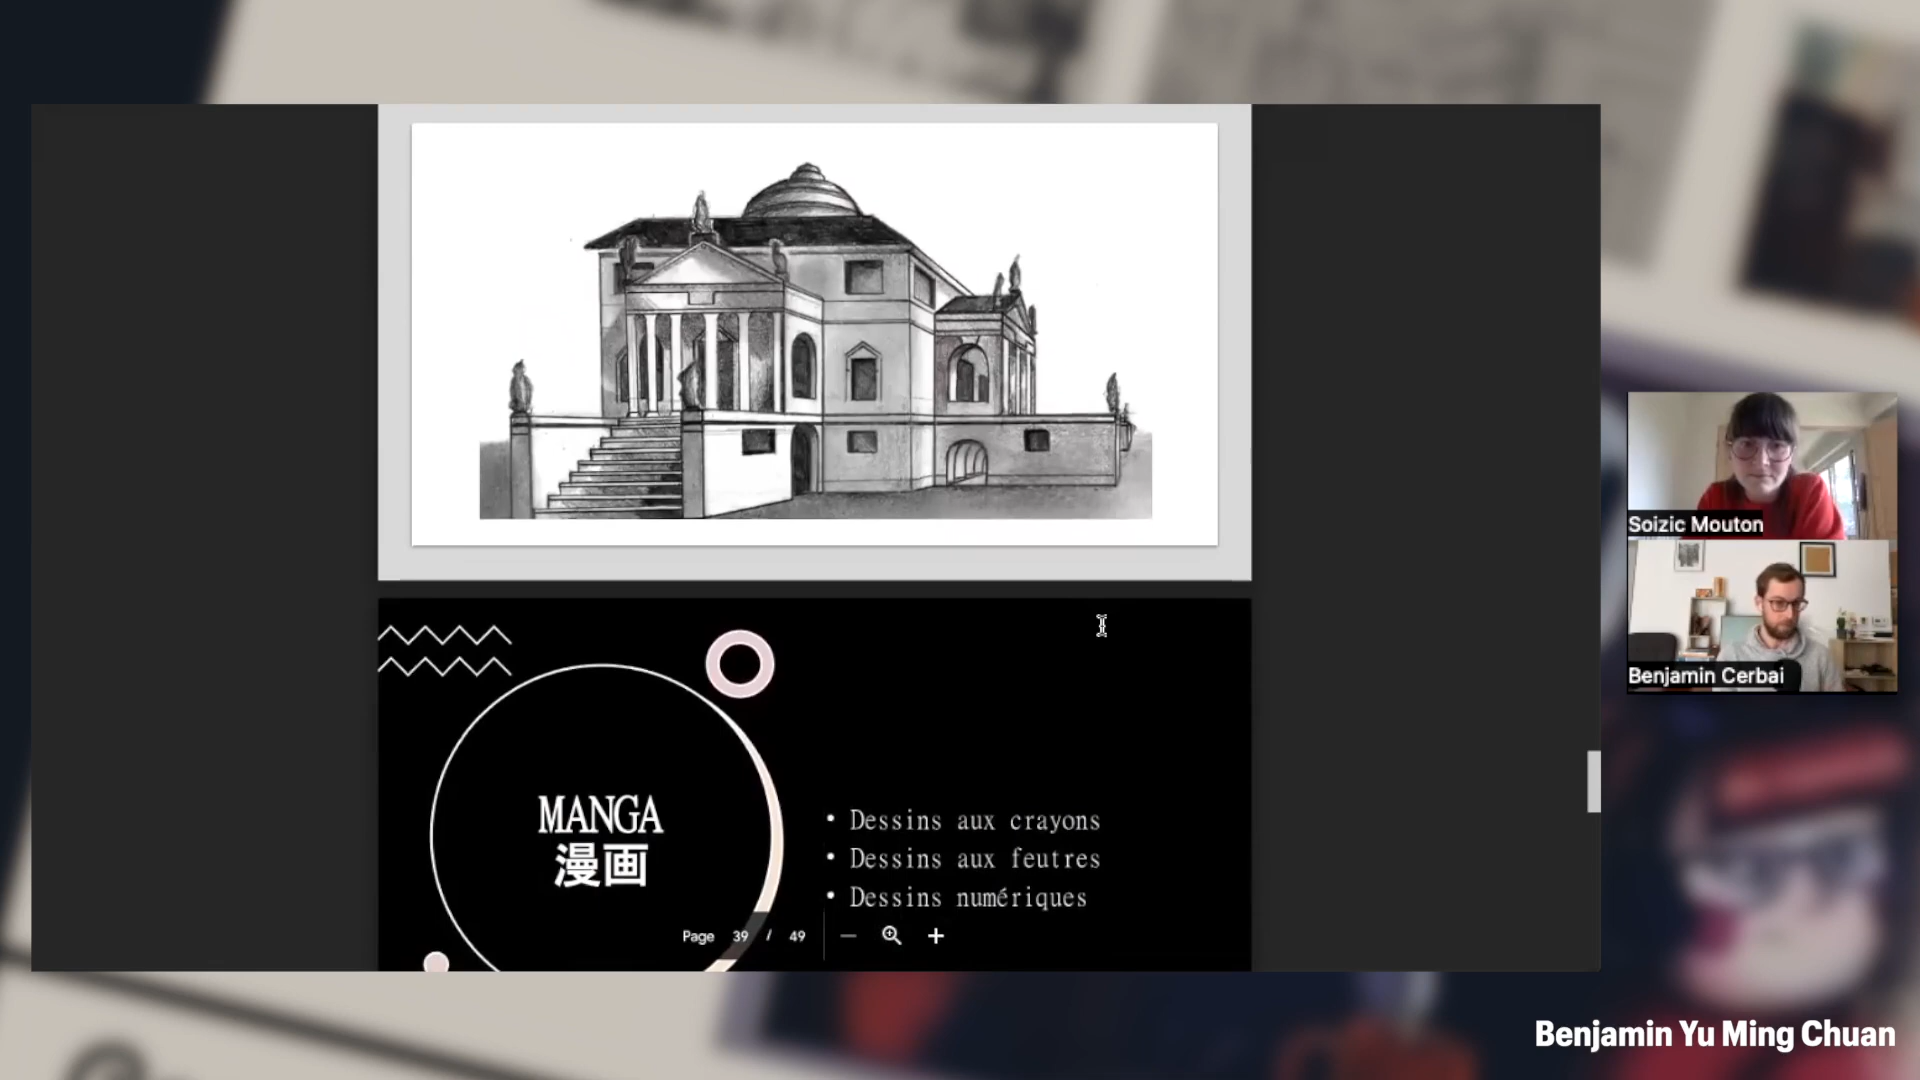 MANGA
漫画
• Dessins aux crayons
• Dessins aux feutres
• Dessins numériques
Page 39 / 49
Soizic Mouton
Benjamin Cerbai
Benjamin Yu Ming Chuan